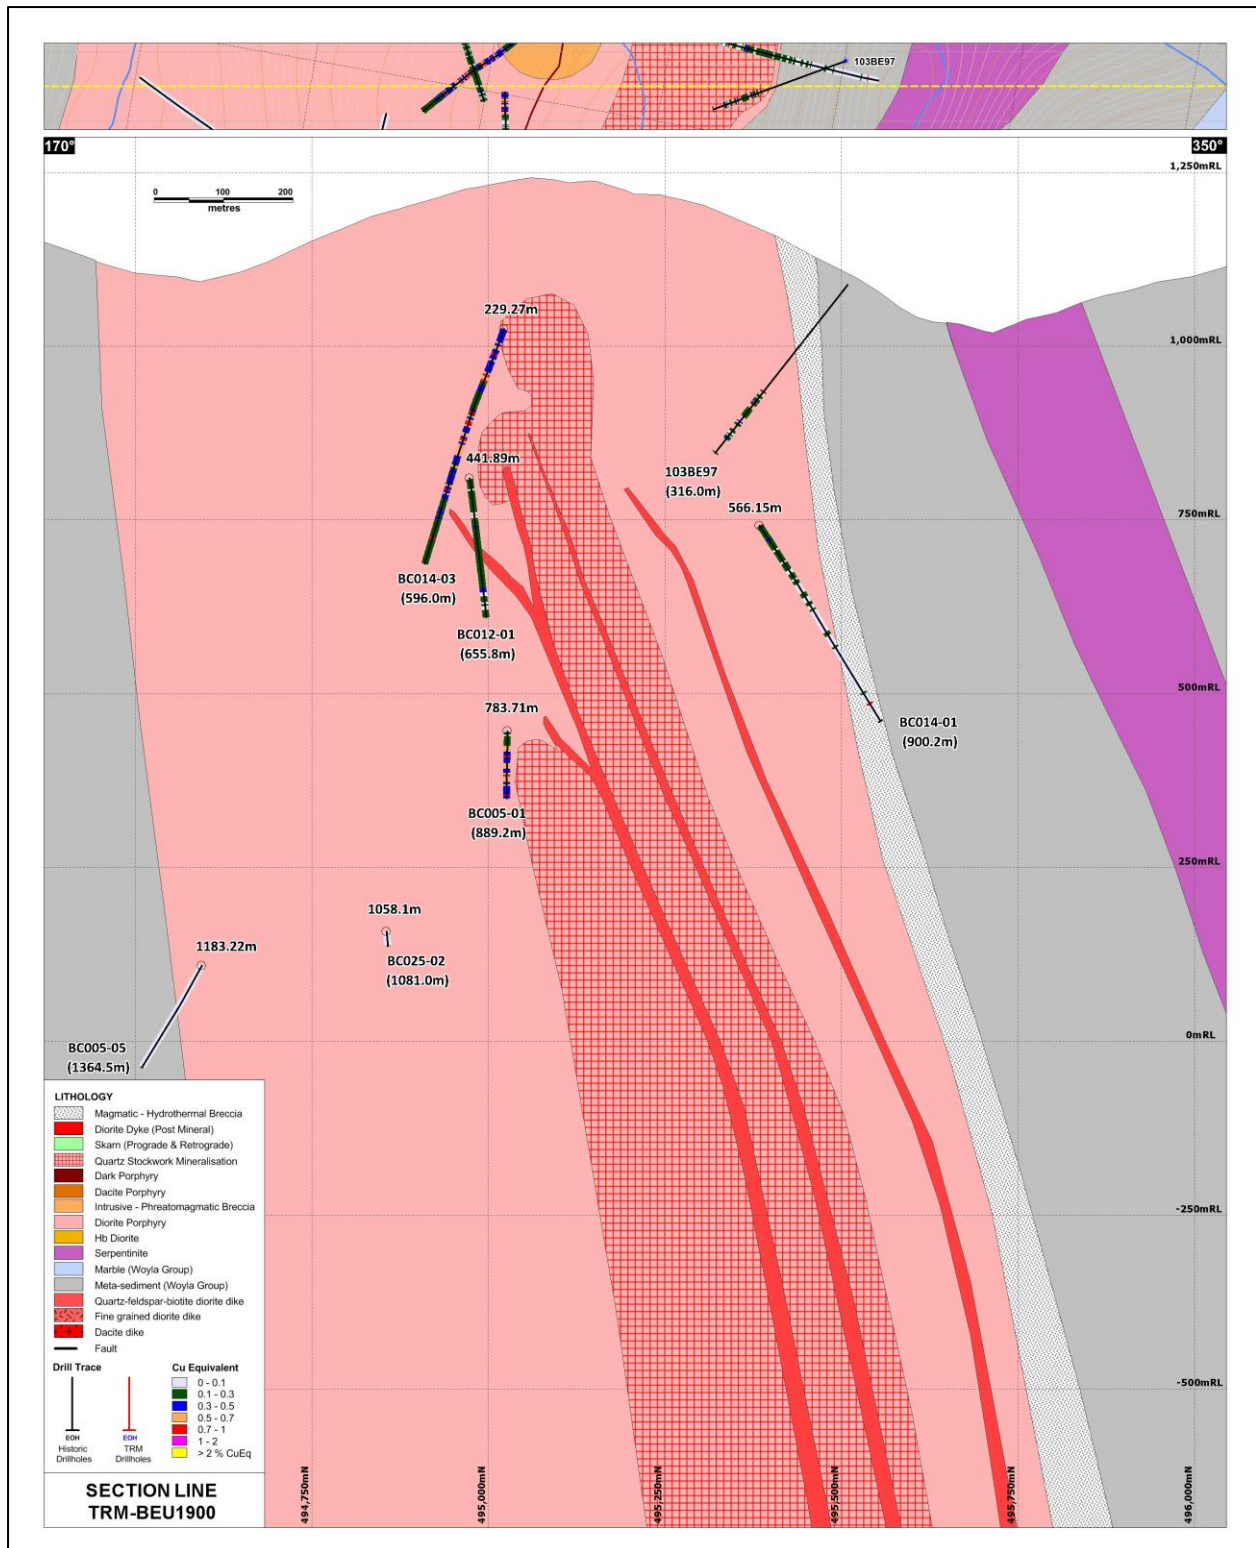 103BE97
170°
350°
1,250mRL
0 100 200
metres
229.27m
1,000mRL
441.89m
103BE97
(316.0m)
566.15m
750mRL
BC014-03
(596.0m)
BC012-01
(655.8m)
500mRL
783.71m
BC014-01
(900.2m)
BC005-01
(889.2m)
250mRL
1058.1m
1183.22m
BC025-02
(1081.0m)
0mRL
BC005-05
(1364.5m)
-250mRL
-500mRL
LITHOLOGY
Magmatic - Hydrothermal Breccia
Diorite Dyke (Post Mineral)
Skarn (Prograde & Retrograde)
Quartz Stockwork Mineralisation
Dark Porphyry
Dacite Porphyry
Intrusive - Phreatomagmatic Breccia
Diorite Porphyry
Hb Diorite
Serpentinite
Marble (Woyla Group)
Meta-sediment (Woyla Group)
Quartz-feldspar-biotite diorite dike
Fine grained diorite dike
Dacite dike
Fault
Drill Trace
EOH
Historic
Drillholes
EOH
TRM
Drillholes
Cu Equivalent
0 - 0.1
0.1 - 0.3
0.3 - 0.5
0.5 - 0.7
0.7 - 1
1 - 2
> 2 % CuEq
SECTION LINE
TRM-BEU1900
494,750mN
495,000mN
495,250mN
495,500mN
495,750mN
496,000mN